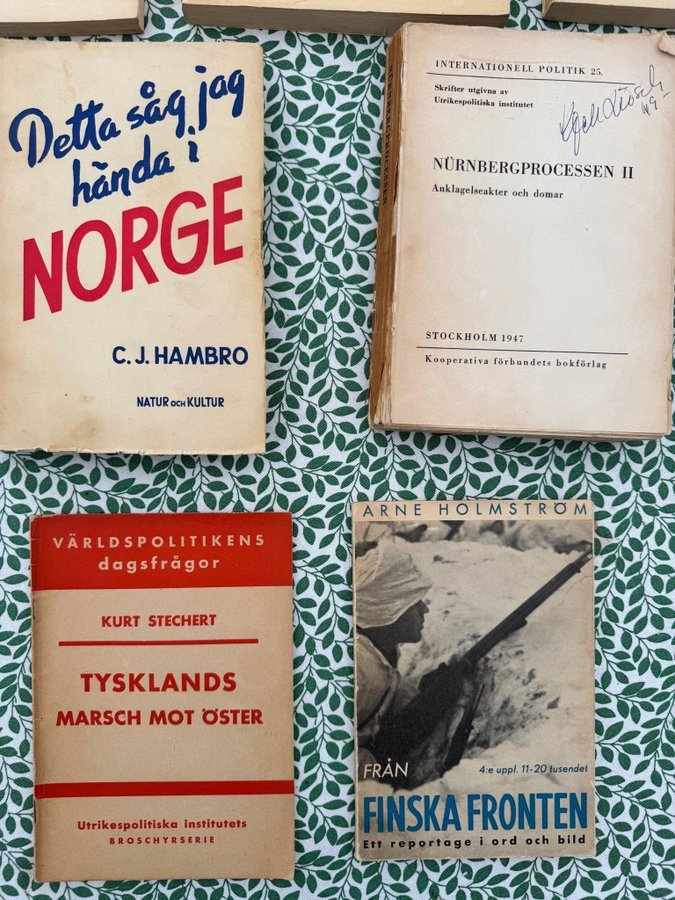 Detta såg jag
hända i
NORGE
C. J. HAMBRO
NATUR OCH KULTUR
INTERNATIONELL POLITIK 25.
Skrifter utgivna av
Utrikespolitiska institutet
49
NÜRNBERGPROCESSEN II
Anklagelseakter och domar
STOCKHOLM 1947
Kooperativa förbundets bokförlag
VÄRLDSPOLITIKENS
dagsfrågor
KURT STECHERT
TYSKLANDS
MARSCH MOT ÖSTER
Utrikespolitiska institutets
BROSCHYRSERIE
ARNE HOLMSTRÖM
FRÅN
4:e uppl. 11-20 tusendet
FINSKA FRONTEN
Ett reportage i ord och bild